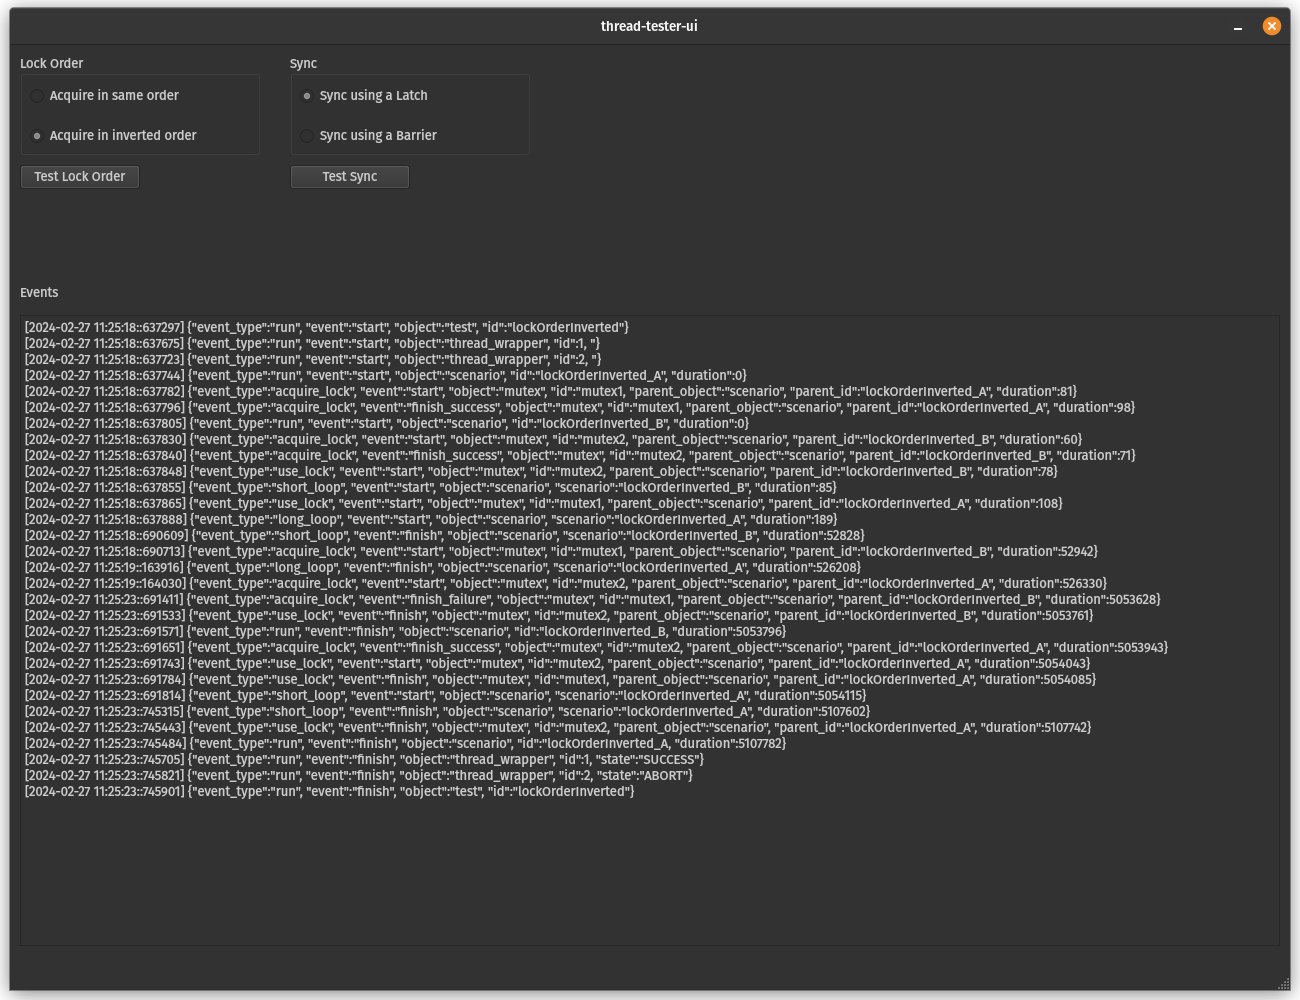 thread-tester-ui
Lock Order
Sync
Acquire in same order
Sync using a Latch
Acquire in inverted order
Sync using a Barrier
Test Lock Order
Test Sync
Events
[2024-02-27 11:25:18::637297] {"event_type":"run", "event":"start", "object":"test", "id":"lockOrderInverted"}
[2024-02-27 11:25:18::637675] {"event_type":"run", "event":"start", "object":"thread_wrapper", "id":1, "}
[2024-02-27 11:25:18::637723] {"event_type":"run", "event":"start", "object":"thread_wrapper", "id":2, "}
[2024-02-27 11:25:18::637744] {"event_type":"run", "event":"start", "object":"scenario", "id":"lockOrderInverted_A", "duration":0}
[2024-02-27 11:25:18::637782] {"event_type":"acquire_lock", "event":"start", "object":"mutex", "id":"mutex1, "parent_object":"scenario", "parent_id":"lockOrderInverted_A", "duration":81}
[2024-02-27 11:25:18::637796] {"event_type":"acquire_lock", "event":"finish_success", "object":"mutex", "id":"mutex1, "parent_object":"scenario", "parent_id":"lockOrderInverted_A", "duration":98}
[2024-02-27 11:25:18::637805] {"event_type":"run", "event":"start", "object":"scenario", "id":"lockOrderInverted_B", "duration":0}
[2024-02-27 11:25:18::637830] {"event_type":"acquire_lock", "event":"start", "object":"mutex", "id":"mutex2, "parent_object":"scenario", "parent_id":"lockOrderInverted_B", "duration":60}
[2024-02-27 11:25:18::637840] {"event_type":"acquire_lock", "event":"finish_success", "object":"mutex", "id":"mutex2, "parent_object":"scenario", "parent_id":"lockOrderInverted_B", "duration":71}
[2024-02-27 11:25:18::637848] {"event_type":"use_lock", "event":"start", "object":"mutex", "id":"mutex2, "parent_object":"scenario", "parent_id":"lockOrderInverted_B", "duration":78}
[2024-02-27 11:25:18::637855] {"event_type":"short_loop", "event":"start", "object":"scenario", "scenario":"lockOrderInverted_B", "duration":85}
[2024-02-27 11:25:18::637865] {"event_type":"use_lock", "event":"start", "object":"mutex", "id":"mutex1, "parent_object":"scenario", "parent_id":"lockOrderInverted_A", "duration":108}
[2024-02-27 11:25:18::637888] {"event_type":"long_loop", "event":"start", "object":"scenario", "scenario":"lockOrderInverted_A", "duration":189}
[2024-02-27 11:25:18::690609] {"event_type":"short_loop", "event":"finish", "object":"scenario", "scenario":"lockOrderInverted_B", "duration":52828}
[2024-02-27 11:25:18::690713] {"event_type":"acquire_lock", "event":"start", "object":"mutex", "id":"mutex1, "parent_object":"scenario", "parent_id":"lockOrderInverted_B", "duration":52942}
[2024-02-27 11:25:19::163916] {"event_type":"long_loop", "event":"finish", "object":"scenario", "scenario":"lockOrderInverted_A", "duration":526208}
[2024-02-27 11:25:19::164030] {"event_type":"acquire_lock", "event":"start", "object":"mutex", "id":"mutex2, "parent_object":"scenario", "parent_id":"lockOrderInverted_A", "duration":526330}
[2024-02-27 11:25:23::691411] {"event_type":"acquire_lock", "event":"finish_failure", "object":"mutex", "id":"mutex1, "parent_object":"scenario", "parent_id":"lockOrderInverted_B", "duration":5053628}
[2024-02-27 11:25:23::691533] {"event_type":"use_lock", "event":"finish", "object":"mutex", "id":"mutex2, "parent_object":"scenario", "parent_id":"lockOrderInverted_B", "duration":5053761}
[2024-02-27 11:25:23::691571] {"event_type":"run", "event":"finish", "object":"scenario", "id":"lockOrderInverted_B, "duration":5053796}
[2024-02-27 11:25:23::691651] {"event_type":"acquire_lock", "event":"finish_success", "object":"mutex", "id":"mutex2, "parent_object":"scenario", "parent_id":"lockOrderInverted_A", "duration":5053943}
[2024-02-27 11:25:23::691743] {"event_type":"use_lock", "event":"start", "object":"mutex", "id":"mutex2, "parent_object":"scenario", "parent_id":"lockOrderInverted_A", "duration":5054043}
[2024-02-27 11:25:23::691784] {"event_type":"use_lock", "event":"finish", "object":"mutex", "id":"mutex1, "parent_object":"scenario", "parent_id":"lockOrderInverted_A", "duration":5054085}
[2024-02-27 11:25:23::691814] {"event_type":"short_loop", "event":"start", "object":"scenario", "scenario":"lockOrderInverted_A", "duration":5054115}
[2024-02-27 11:25:23::745315] {"event_type":"short_loop", "event":"finish", "object":"scenario", "scenario":"lockOrderInverted_A", "duration":5107602}
[2024-02-27 11:25:23::745443] {"event_type":"use_lock", "event":"finish", "object":"mutex", "id":"mutex2, "parent_object":"scenario", "parent_id":"lockOrderInverted_A", "duration":5107742}
[2024-02-27 11:25:23::745484] {"event_type":"run", "event":"finish", "object":"scenario", "id":"lockOrderInverted_A, "duration":5107782}
[2024-02-27 11:25:23::745705] {"event_type":"run", "event":"finish", "object":"thread_wrapper", "id":1, "state":"SUCCESS"}
[2024-02-27 11:25:23::745821] {"event_type":"run", "event":"finish", "object":"thread_wrapper", "id":2, "state":"ABORT"}
[2024-02-27 11:25:23::745901] {"event_type":"run", "event":"finish", "object":"test", "id":"lockOrderInverted"}